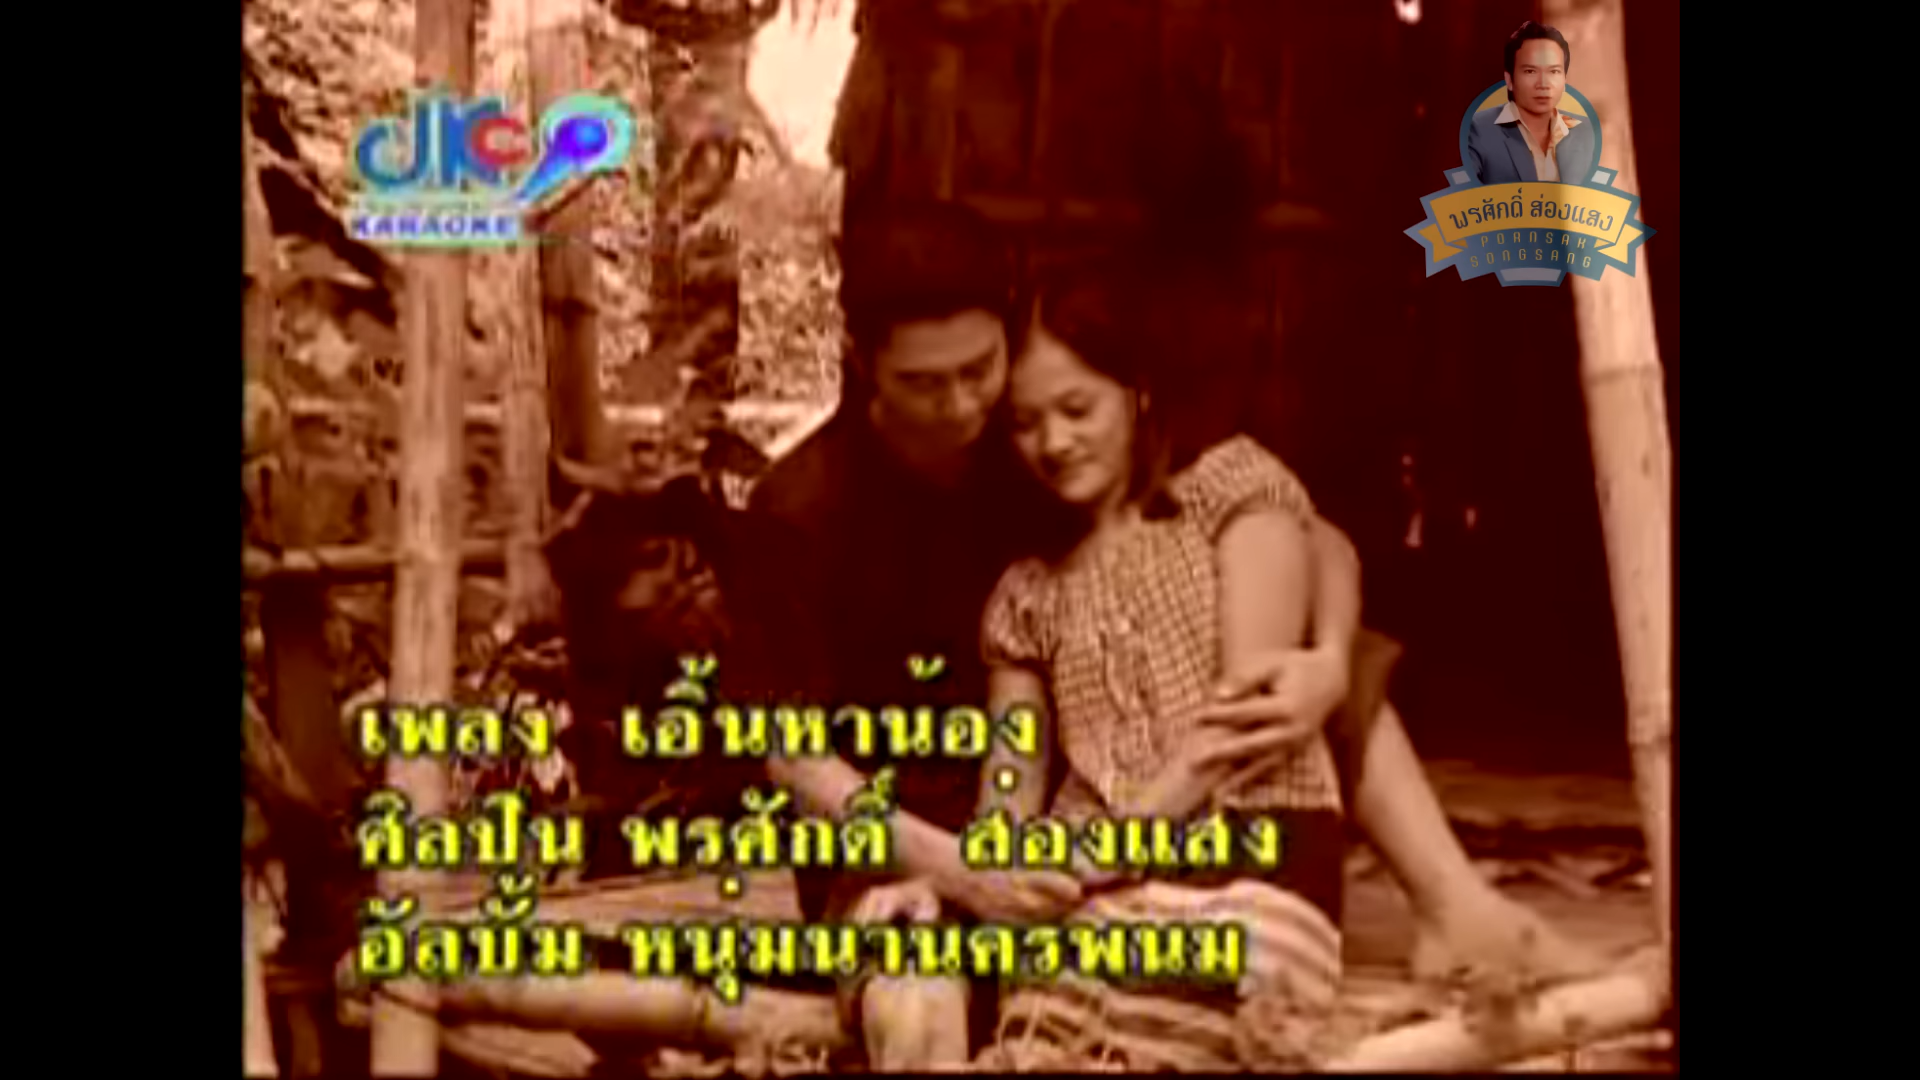 JKC
KARAOKE
พรศักดิ์ ส่องแสง
PORNSAK
SONGSANG
เพลง เอิ้นหาน้อง
ศิลปิน พรศักดิ์ ส่องแสง
อัลบั้ม หนุ่มนานครพนม